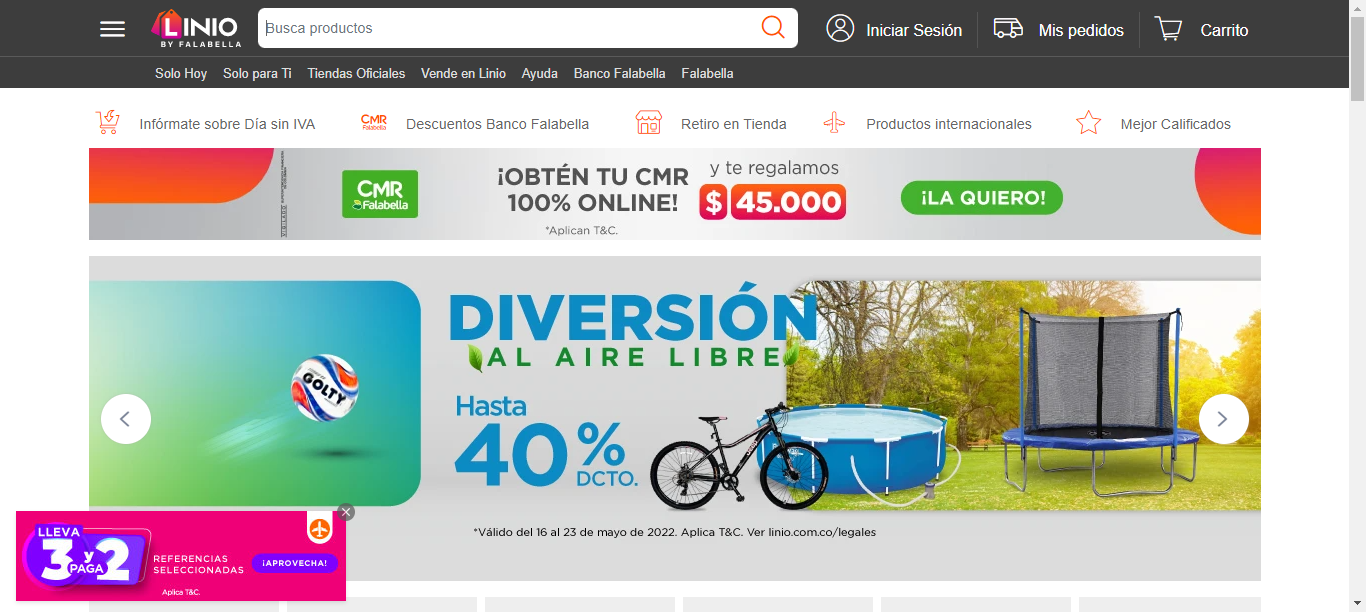 LINIO
BY FALABELLA
Busca productos
Iniciar Sesión
Mis pedidos
Carrito
Solo Hoy
Solo para Ti
Tiendas Oficiales
Vende en Linio
Ayuda
Banco Falabella
Falabella
Infórmate sobre Día sin IVA
CMR
Falabella
Descuentos Banco Falabella
Retiro en Tienda
Productos internacionales
Mejor Calificados
VIGILADO
CMR
Falabella
¡OBTÉN TU CMR
100% ONLINE!
*Aplican T&C.
y te regalamos
$ 45.000
¡LA QUIERO!
DIVERSIÓN
AL AIRE LIBRE
GOLTY
Hasta
40%
DCTO.
*Válido del 16 al 23 de mayo de 2022. Aplica T&C. Ver linio.com.co/legales
LLEVA
3 y 2
PAGA
REFERENCIAS
SELECCIONADAS
¡APROVECHA!
Aplica T&C.